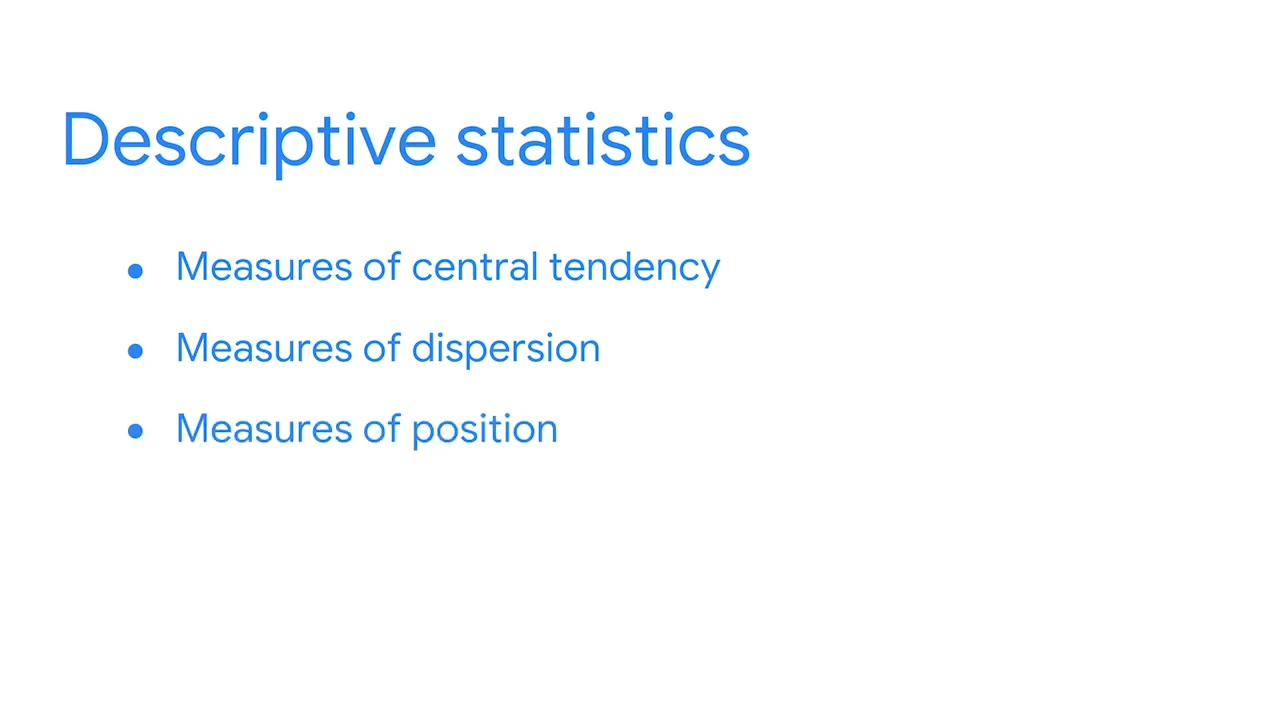 Descriptive statistics
● Measures of central tendency
● Measures of dispersion
● Measures of position